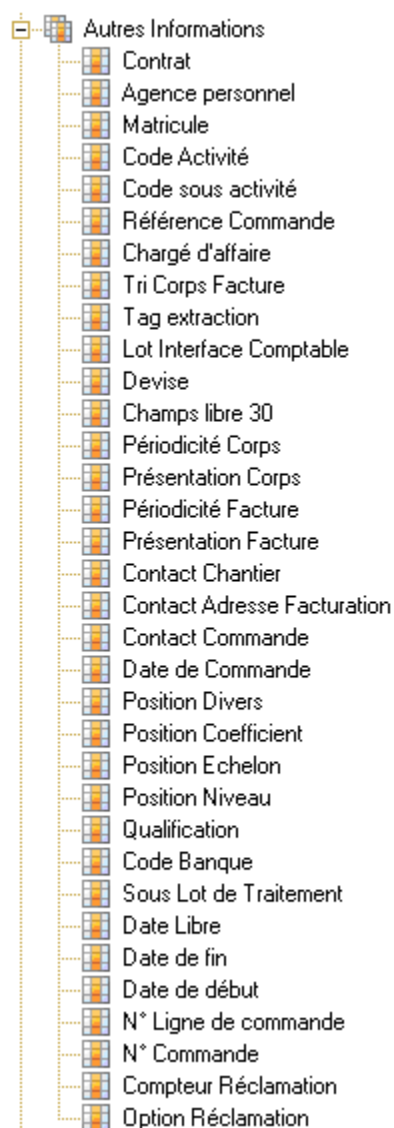 Autres Informations
Contrat
Agence personnel
Matricule
Code Activité
Code sous activité
Référence Commande
Chargé d'affaire
Tri Corps Facture
Tag extraction
Lot Interface Comptable
Devise
Champs libre 30
Périodicité Corps
Présentation Corps
Périodicité Facture
Présentation Facture
Contact Chantier
Contact Adresse Facturation
Contact Commande
Date de Commande
Position Divers
Position Coefficient
Position Echelon
Position Niveau
Qualification
Code Banque
Sous Lot de Traitement
Date Libre
Date de fin
Date de début
N° Ligne de commande
N° Commande
Compteur Réclamation
Option Réclamation